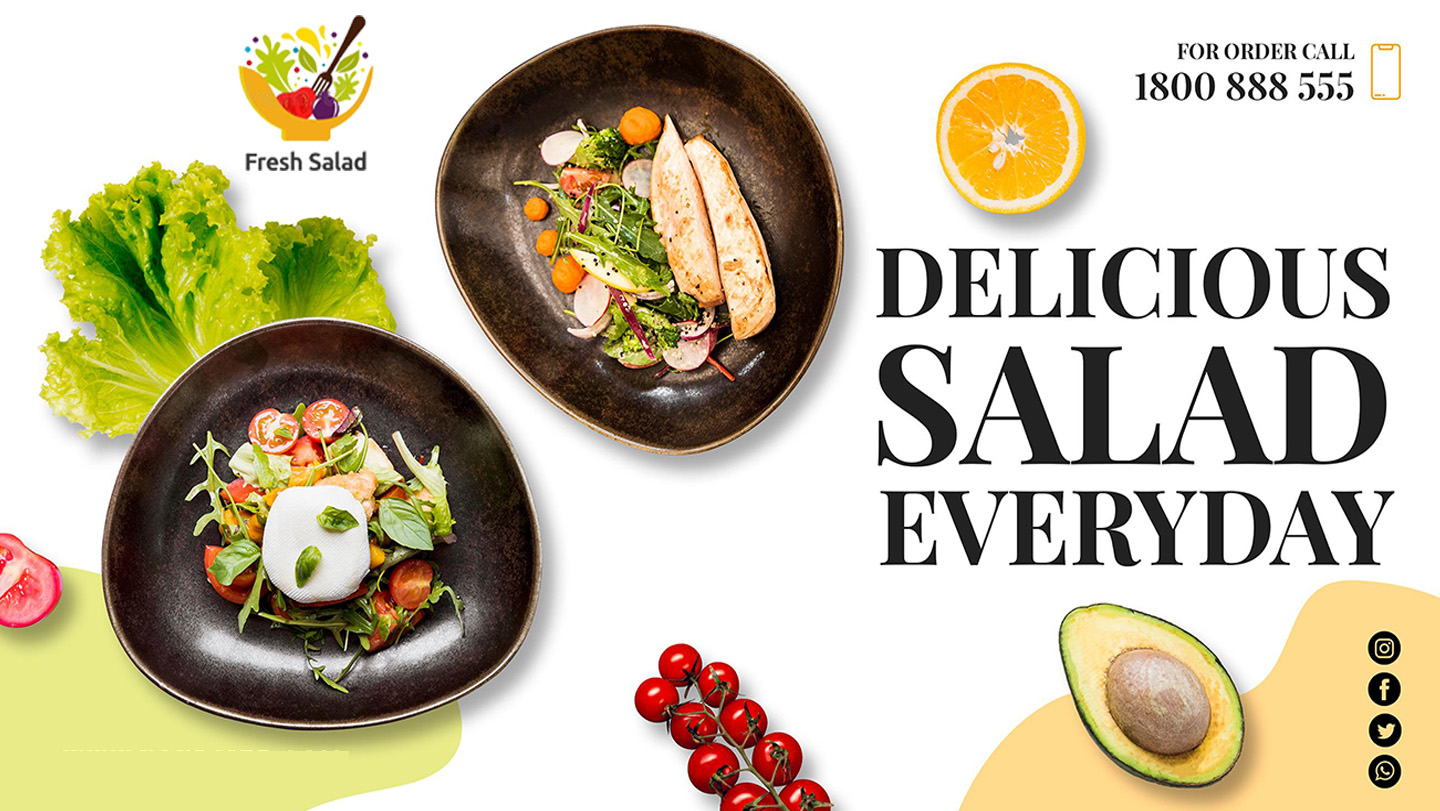 Fresh Salad
FOR ORDER CALL
1800 888 555
DELICIOUS
SALAD
EVERYDAY